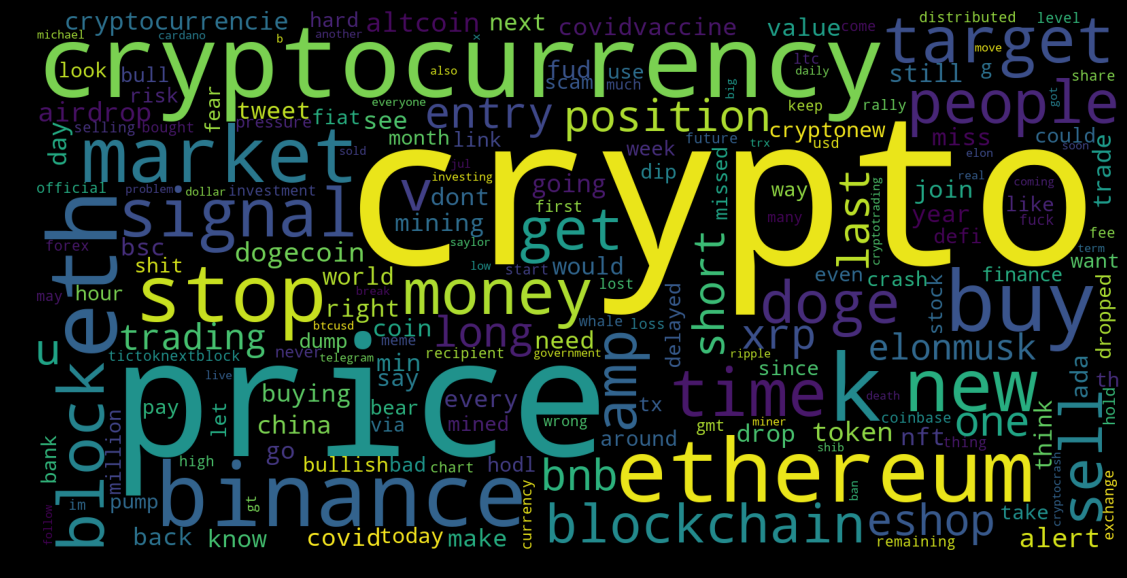 cryptocurrencie
hard
altcoin
next
covidvaccine
value
come
distributed
level
michael
cardano
b
another
x
cryptocurrency
target
move
look
bull
also
fud
use
ltc
daily
still
g
share
risk
scam
much
big
airdrop
fear
tweet
fiat
everyone
see
entry
position
keep
rally
people
got
selling
bought
pressure
month
link
future
trx
cryptonew
usd
miss
could
soon
day
market
sold
jul
investing
week
dip
missed
crypto
elon
real
coming
trade
official
problem
dollar
investment
v
dont
going
first
way
many
last
cryptotrading
join
year
like
fuck
defi
fee
term
want
signal
mining
get
forex
bsc
dogecoin
saylor
low
start
would
lost
short
even
crash
finance
eth
shit
world
may
hour
stop
right
money
break
delayed
doge
stock
buy
dropped
btcusd
coin
long
need
whale
loss
amp
xrp
elonmusk
u
trading
tictoknextblock
never
dump
meme
telegram
min
recipient
government
ripple
since
ada
th
live
price
say
time
k
new
death
hold
block
pay
let
buying
china
bear
via
every
mined
wrong
tx
around
gmt
miner
drop
token
coinbase
nft
thing
one
think
sell
bank
million
im
high
go
gt
bullish
bad
chart
hodl
bnb
shib
ban
ethereum
cryptocrash
exchange
pump
binance
currency
blockchain
eshop
take
fellow
back
know
covid
today
make
remaining
alert